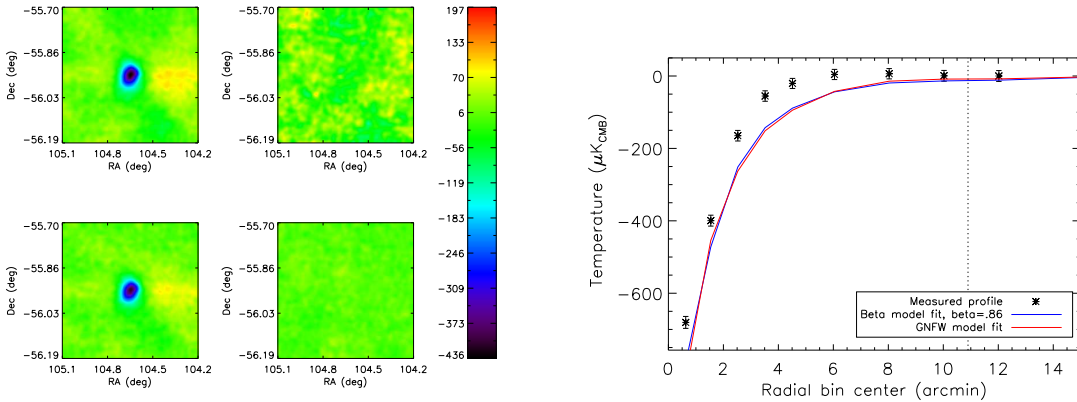 −55.70
−55.86
−56.03
−56.19
Dec (deg)
105.1 104.8 104.5 104.2
RA (deg)
−55.70
−55.86
−56.03
−56.19
Dec (deg)
105.1 104.8 104.5 104.2
RA (deg)
−55.70
−55.86
−56.03
−56.19
Dec (deg)
105.1 104.8 104.5 104.2
RA (deg)
−55.70
−55.86
−56.03
−56.19
Dec (deg)
105.1 104.8 104.5 104.2
RA (deg)
197
133
70
6
−56
−119
−183
−246
−309
−373
−436
0
−200
−400
−600
Temperature (μK_CMB)
0 2 4 6 8 10 12 14
Radial bin center (arcmin)
Measured profile
Beta model fit, beta=.86
GNFW model fit